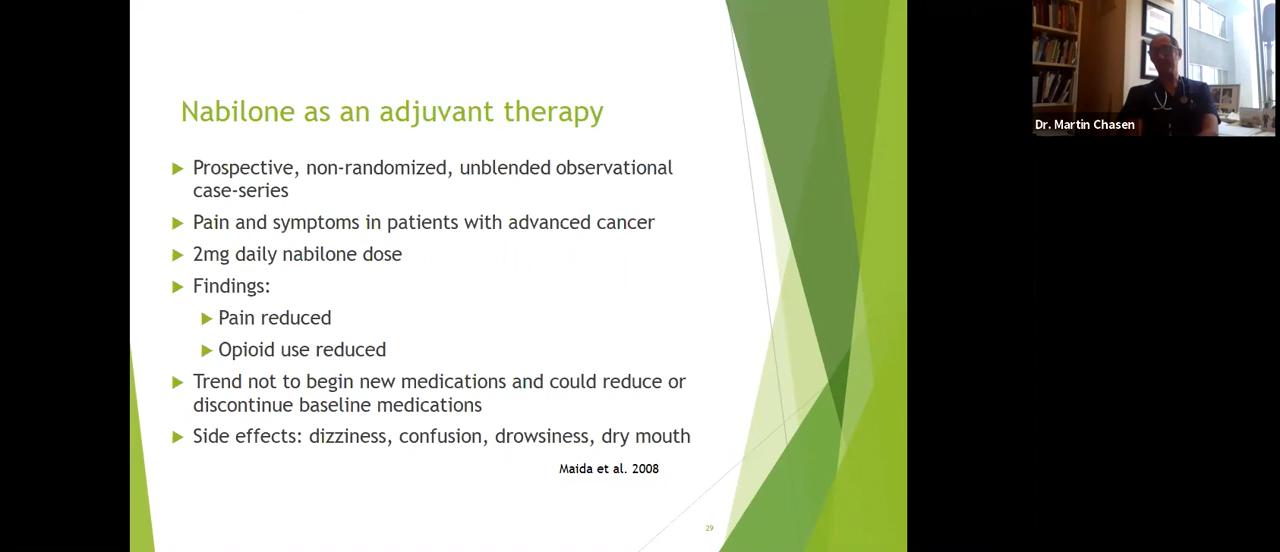 Nabilone as an adjuvant therapy
Prospective, non-randomized, unblended observational
case-series
Pain and symptoms in patients with advanced cancer
2mg daily nabilone dose
Findings:
Pain reduced
Opioid use reduced
Trend not to begin new medications and could reduce or
discontinue baseline medications
Side effects: dizziness, confusion, drowsiness, dry mouth
Maida et al. 2008
29
Dr. Martin Chasen